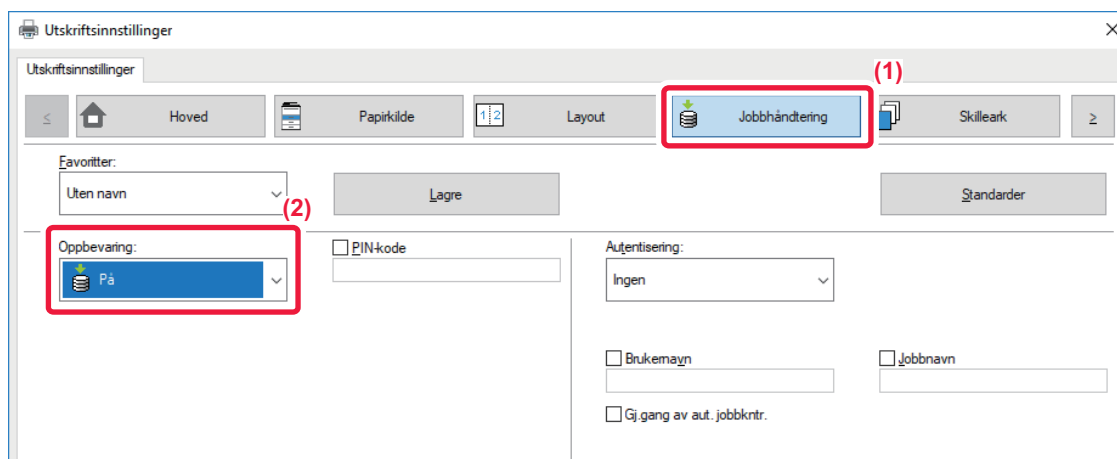 Utskriftsinnstillinger
Utskriftsinnstillinger
(1)
< Hoved Papirkilde 1 2 Layout Jobbhåndtering Skilleark >
Favoritter:
Uten navn Lagre Standarder
(2)
Oppbevaring: PIN-kode Autentisering:
På Ingen
Brukernavn Jobbnavn
Gj.gang av aut. jobbkntr.